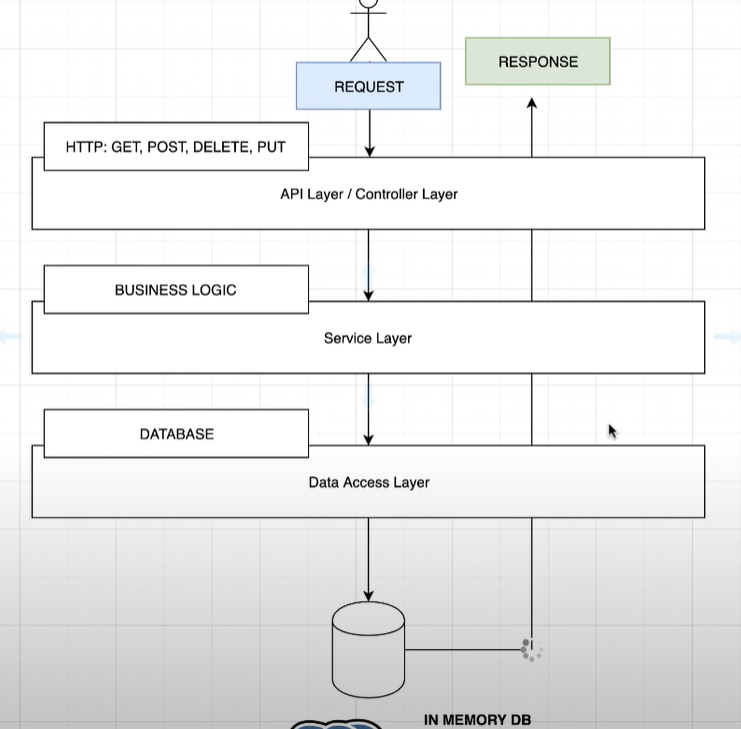 REQUEST
RESPONSE
HTTP: GET, POST, DELETE, PUT
API Layer / Controller Layer
BUSINESS LOGIC
Service Layer
DATABASE
Data Access Layer
IN MEMORY DB